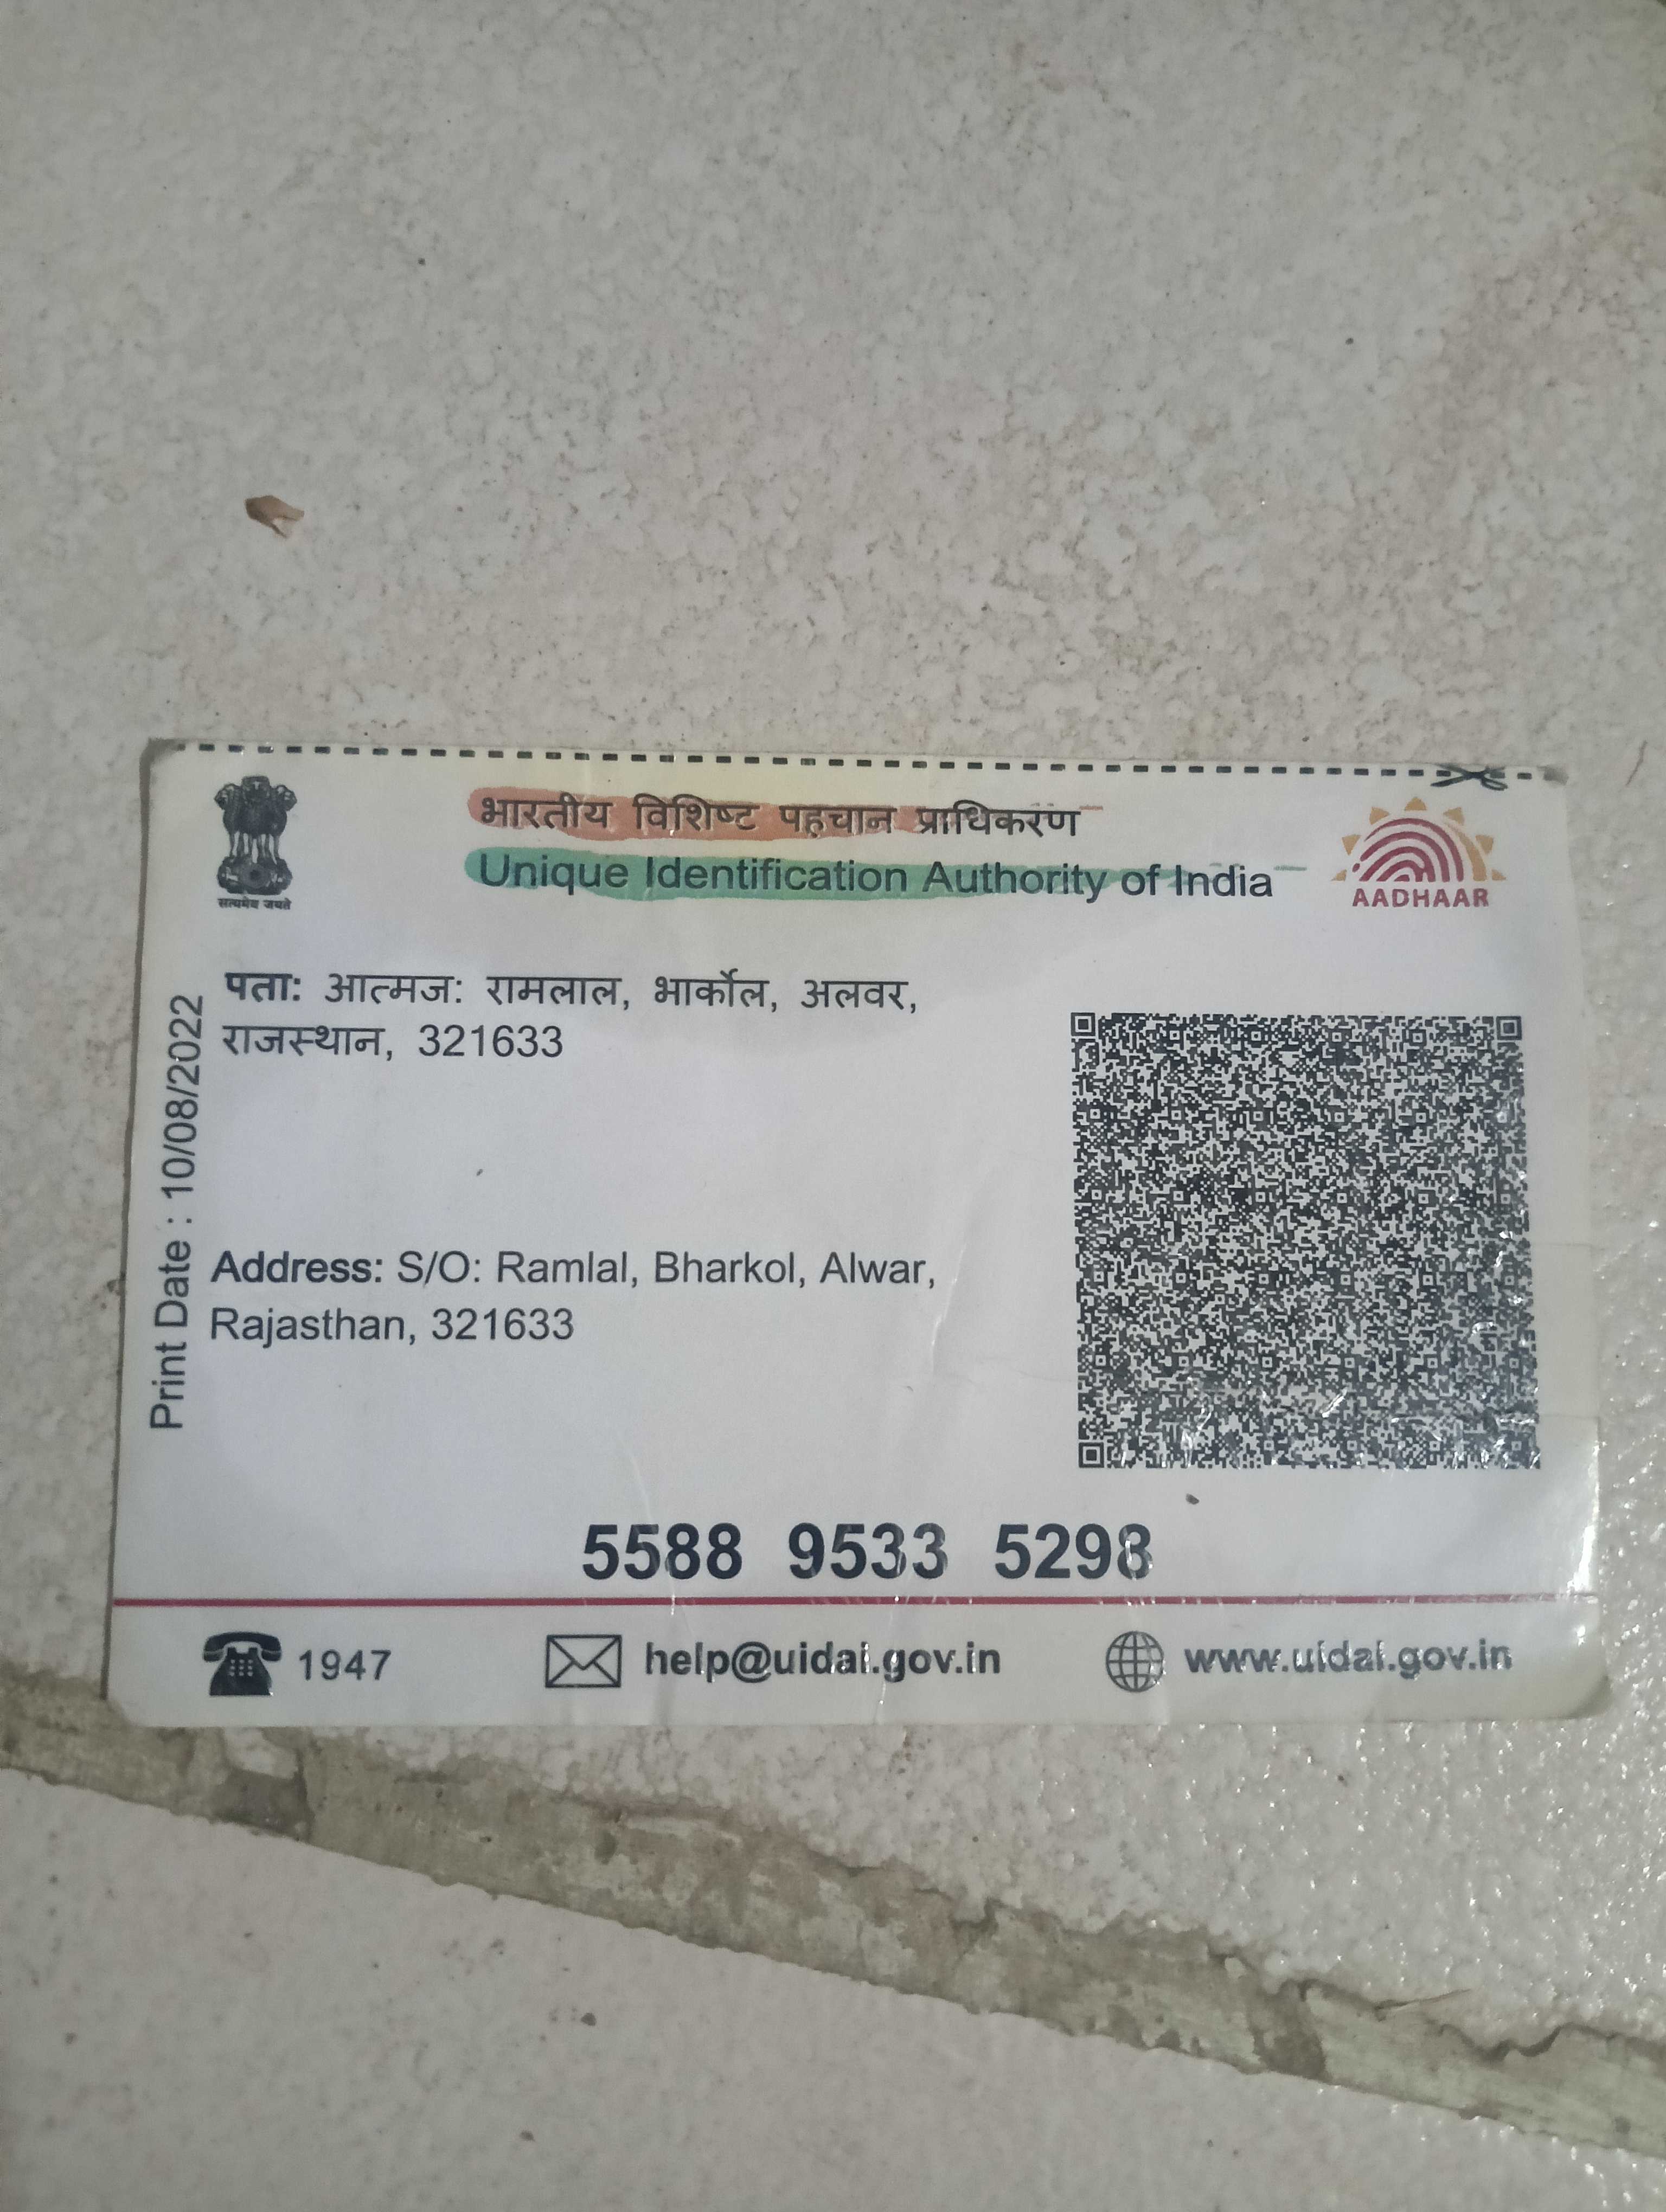 भारतीय विशिष्ट पहचान प्राधिकरण
Unique Identification Authority of India
सत्यमेव जयते
AADHAAR
Print Date : 10/08/2022
पता: आत्मज: रामलाल, भार्कोल, अलवर,
राजस्थान, 321633
Address: S/O: Ramlal, Bharkol, Alwar,
Rajasthan, 321633
5588 9533 5298
1947
help@uidai.gov.in
www.uidai.gov.in